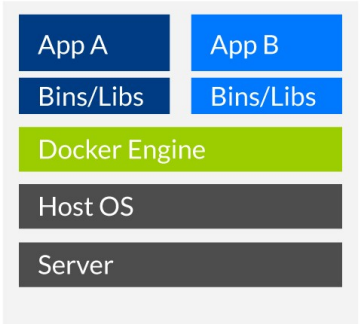 App A App B
Bins/Libs Bins/Libs
Docker Engine
Host OS
Server